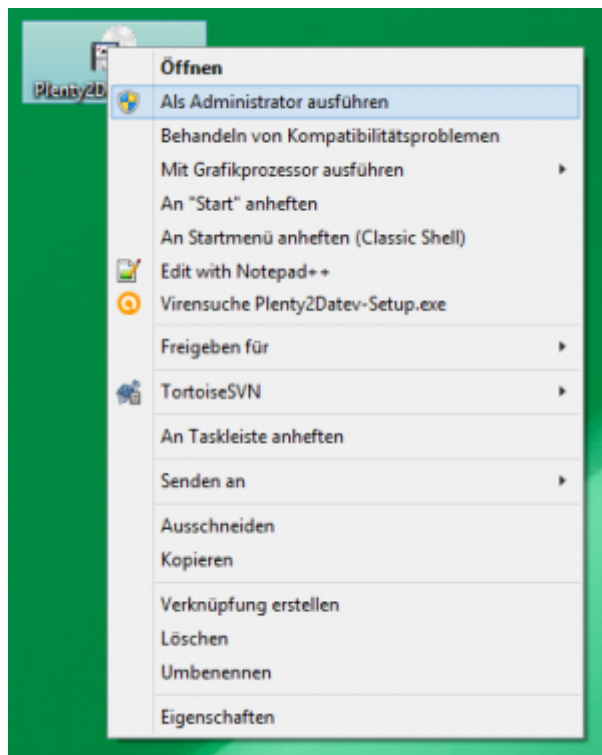 Plenty2D
Öffnen
Als Administrator ausführen
Behandeln von Kompatibilitätsproblemen
Mit Grafikprozessor ausführen
An "Start" anheften
An Startmenü anheften (Classic Shell)
Edit with Notepad++
Virensuche Plenty2Datev-Setup.exe
Freigeben für
TortoiseSVN
An Taskleiste anheften
Senden an
Ausschneiden
Kopieren
Verknüpfung erstellen
Löschen
Umbenennen
Eigenschaften